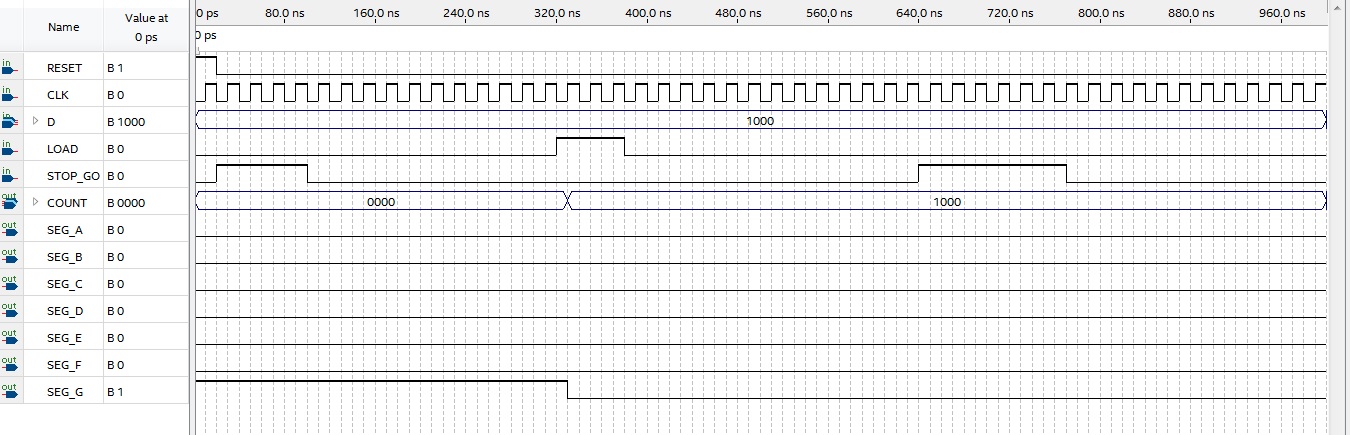 Name Value at 0 ps
0 ps 80.0 ns 160.0 ns 240.0 ns 320.0 ns 400.0 ns 480.0 ns 560.0 ns 640.0 ns 720.0 ns 800.0 ns 880.0 ns 960.0 ns
0 ps
in RESET B 1
in CLK B 0
in D B 1000 1000
in LOAD B 0
in STOP_GO B 0
out COUNT B 0000 0000 1000
out SEG_A B 0
out SEG_B B 0
out SEG_C B 0
out SEG_D B 0
out SEG_E B 0
out SEG_F B 0
out SEG_G B 1